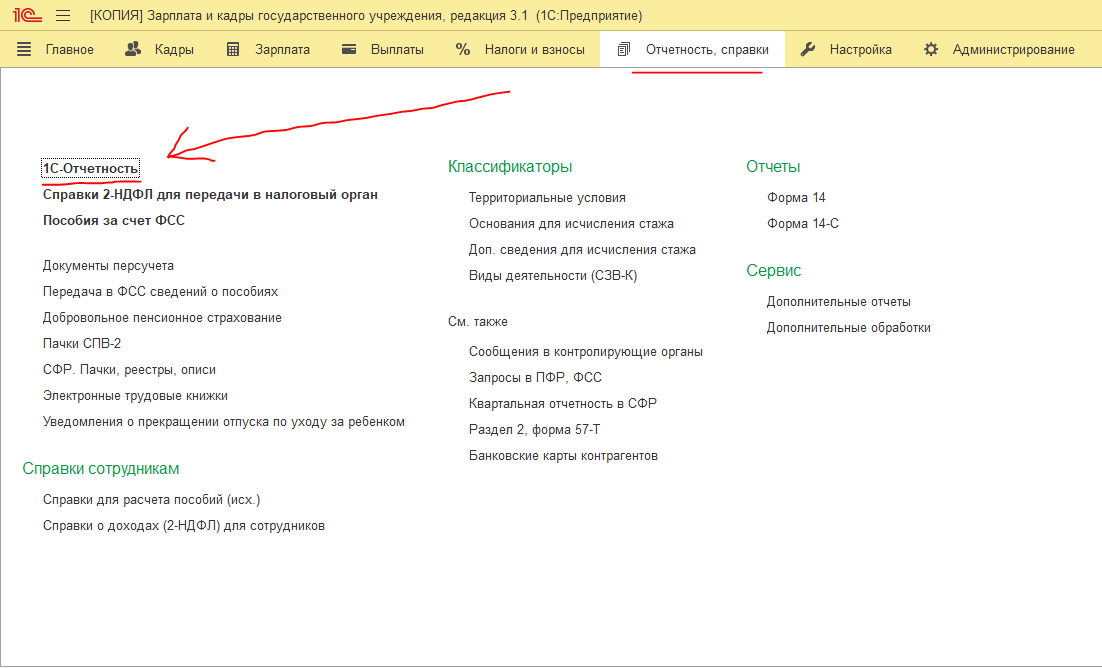 1С [КОПИЯ] Зарплата и кадры государственного учреждения, редакция 3.1 (1С:Предприятие)
Главное Кадры Зарплата Выплаты % Налоги и взносы Отчетность, справки Настройка Администрирование
1С-Отчетность
Справки 2-НДФЛ для передачи в налоговый орган
Пособия за счет ФСС
Документы персучета
Передача в ФСС сведений о пособиях
Добровольное пенсионное страхование
Пачки СПВ-2
СФР. Пачки, реестры, описи
Электронные трудовые книжки
Уведомления о прекращении отпуска по уходу за ребенком
Справки сотрудникам
Справки для расчета пособий (исх.)
Справки о доходах (2-НДФЛ) для сотрудников
Классификаторы
Территориальные условия
Основания для исчисления стажа
Доп. сведения для исчисления стажа
Виды деятельности (СЗВ-К)
См. также
Сообщения в контролирующие органы
Запросы в ПФР, ФСС
Квартальная отчетность в СФР
Раздел 2, форма 57-Т
Банковские карты контрагентов
Отчеты
Форма 14
Форма 14-С
Сервис
Дополнительные отчеты
Дополнительные обработки